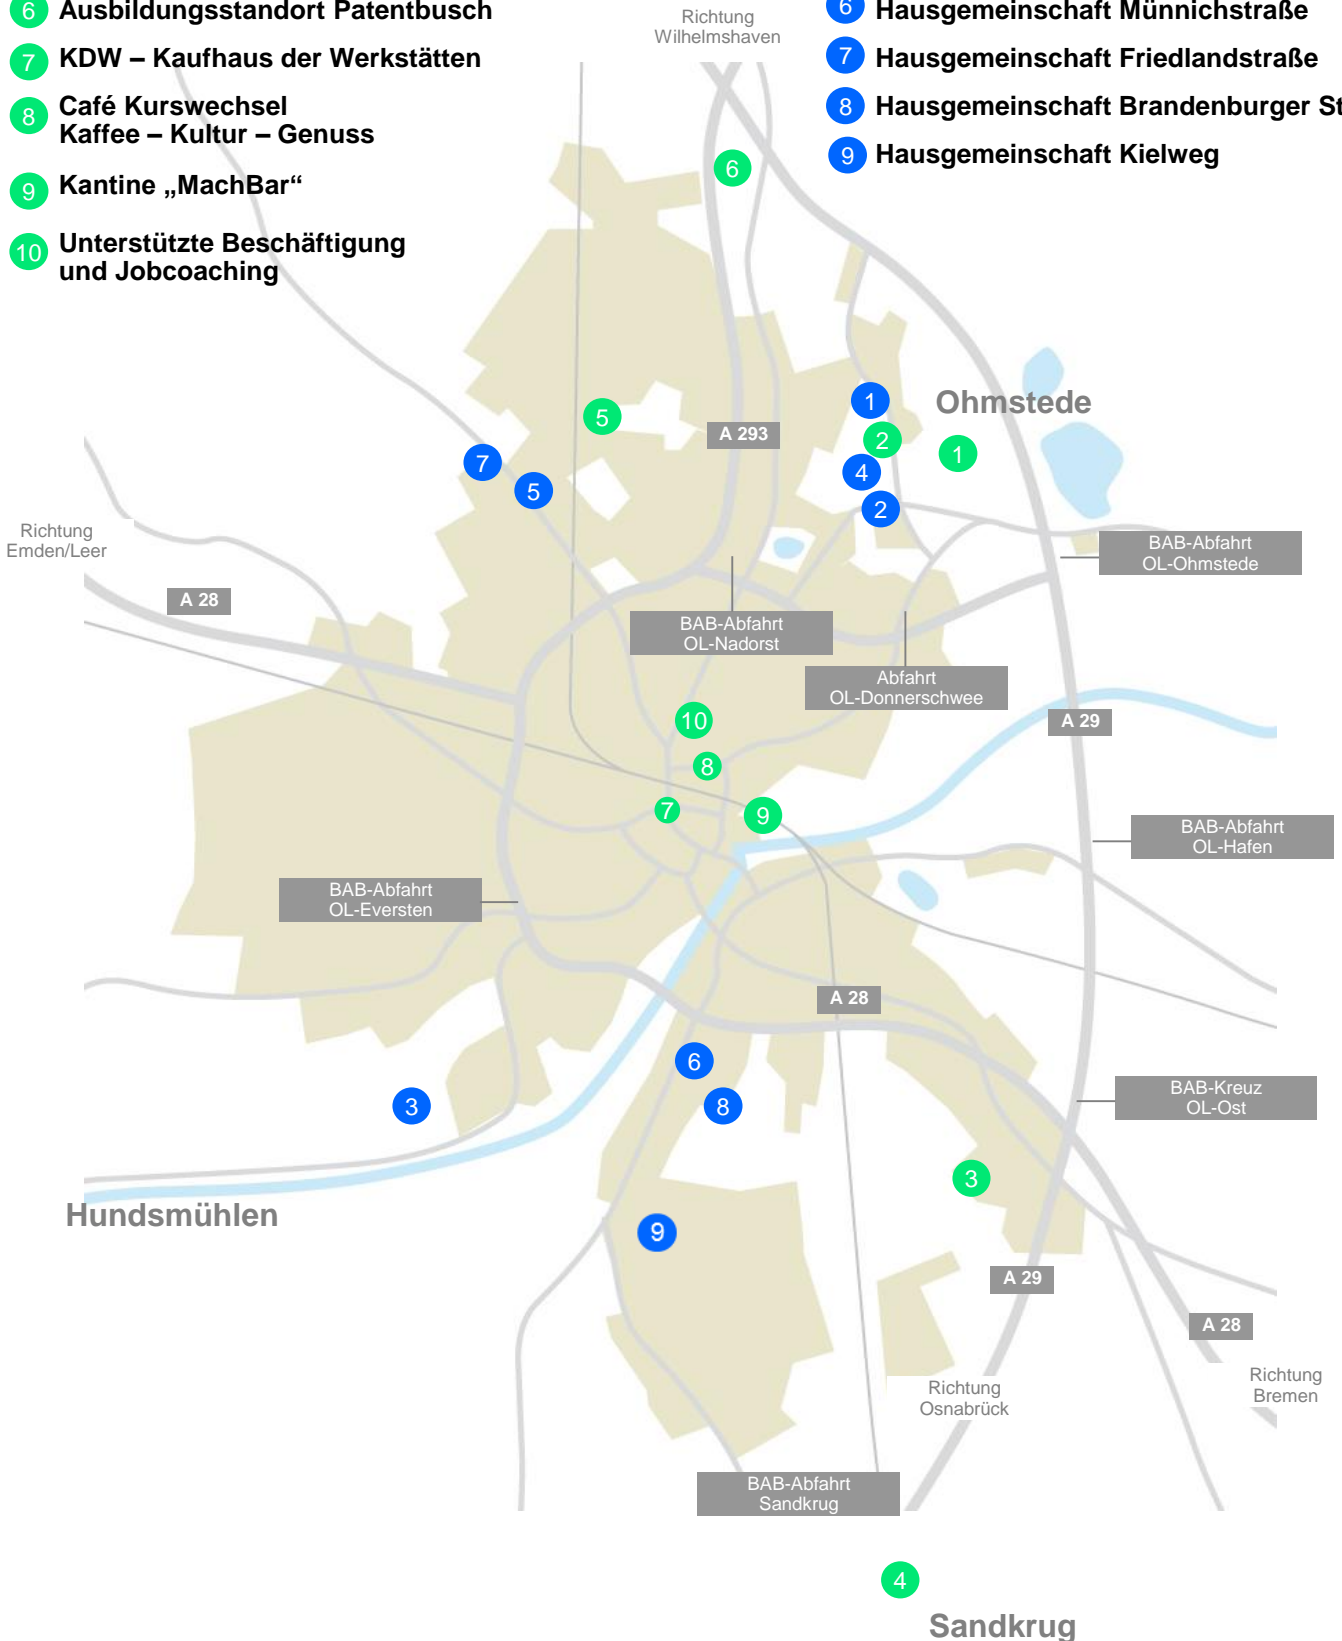 6 Ausbildungsstandort Patentbusch
7 KDW – Kaufhaus der Werkstätten
8 Café Kurswechsel
Kaffee – Kultur – Genuss
9 Kantine „MachBar“
10 Unterstützte Beschäftigung
und Jobcoaching
Richtung
Wilhelmshaven
6 Hausgemeinschaft Münnichstraße
7 Hausgemeinschaft Friedlandstraße
8 Hausgemeinschaft Brandenburger St
9 Hausgemeinschaft Kielweg
6
1
Ohmstede
5
A 293
2
1
7
4
5
2
Richtung
Emden/Leer
BAB-Abfahrt
OL-Ohmstede
A 28
BAB-Abfahrt
OL-Nadorst
Abfahrt
OL-Donnerschwee
10
A 29
8
7
9
BAB-Abfahrt
OL-Hafen
BAB-Abfahrt
OL-Eversten
A 28
6
3
8
BAB-Kreuz
OL-Ost
3
Hundsmühlen
9
A 29
A 28
Richtung
Osnabrück
Richtung
Bremen
BAB-Abfahrt
Sandkrug
4
Sandkrug